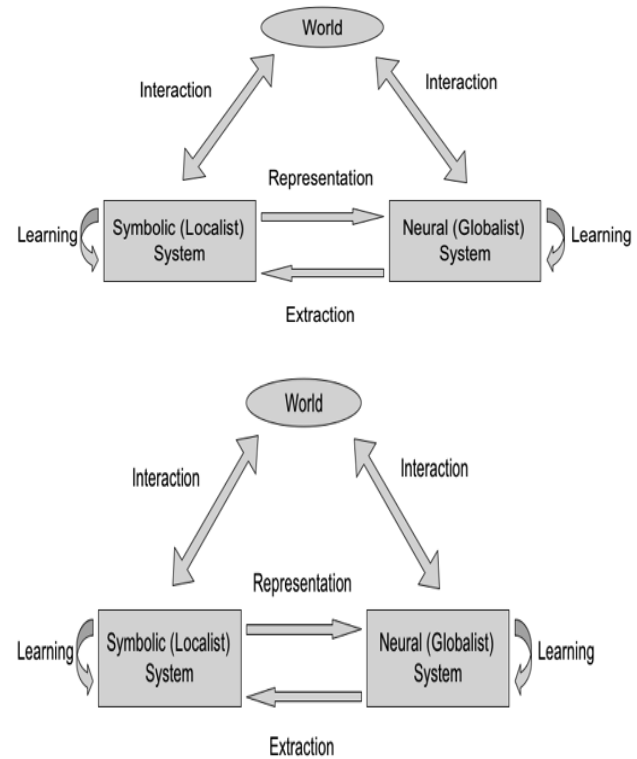 World
Interaction
Interaction
Representation
Learning
Symbolic (Localist)
System
Neural (Globalist)
System
Learning
Extraction
World
Interaction
Interaction
Representation
Learning
Symbolic (Localist)
System
Neural (Globalist)
System
Learning
Extraction